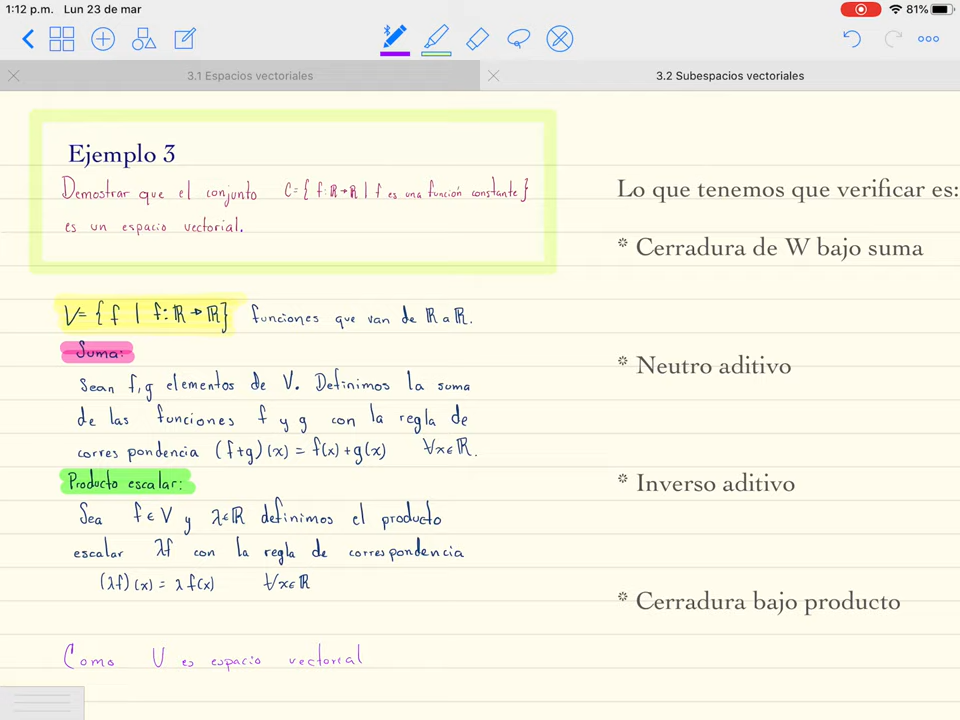 1:12 p.m. Lun 23 de mar
81%
3.1 Espacios vectoriales
3.2 Subespacios vectoriales
Ejemplo 3
Demostrar que el conjunto C={ f:ℝ→ℝ | f es una función constante }
es un espacio vectorial.
V={ f | f:ℝ→ℝ} funciones que van de ℝ a ℝ.
Suma:
Sean f,g elementos de V. Definimos la suma
de las funciones f y g con la regla de
correspondencia (f+g)(x)=f(x)+g(x) ∀x∈ℝ.
Producto escalar:
Sea f∈V y λ∈ℝ definimos el producto
escalar λf con la regla de correspondencia
(λf)(x)=λf(x) ∀x∈ℝ
Como V es espacio vectorial
Lo que tenemos que verificar es:
* Cerradura de W bajo suma
* Neutro aditivo
* Inverso aditivo
* Cerradura bajo producto